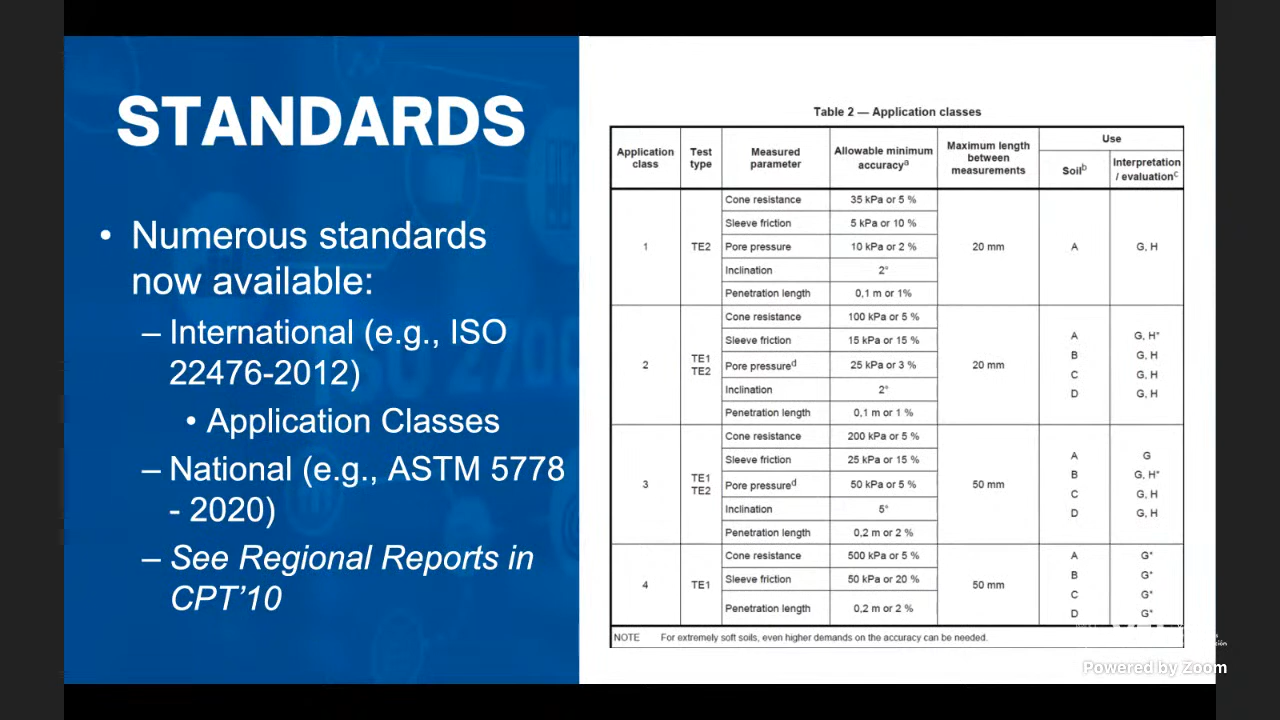 STANDARDS
• Numerous standards
now available:
– International (e.g., ISO
22476-2012)
• Application Classes
– National (e.g., ASTM 5778
- 2020)
– See Regional Reports in
CPT’10
Table 2 — Application classes
Application class | Test type | Measured parameter | Allowable minimum accuracyᵃ | Maximum length between measurements | Use
Soilᵇ | Interpretation / evaluationᶜ
1 | TE2 | Cone resistance | 35 kPa or 5 % | 20 mm | A | G, H
Sleeve friction | 5 kPa or 10 %
Pore pressure | 10 kPa or 2 %
Inclination | 2°
Penetration length | 0,1 m or 1%
2 | TE1 TE2 | Cone resistance | 100 kPa or 5 % | 20 mm | A | G, H*
Sleeve friction | 15 kPa or 15 % | B | G, H
Pore pressureᵈ | 25 kPa or 3 % | C | G, H
Inclination | 2° | D | G, H
Penetration length | 0,1 m or 1 %
3 | TE1 TE2 | Cone resistance | 200 kPa or 5 % | 50 mm | A | G
Sleeve friction | 25 kPa or 15 % | B | G, H*
Pore pressureᵈ | 50 kPa or 5 % | C | G, H
Inclination | 5° | D | G, H
Penetration length | 0,2 m or 2 %
4 | TE1 | Cone resistance | 500 kPa or 5 % | 50 mm | A | G*
Sleeve friction | 50 kPa or 20 % | B | G*
Penetration length | 0,2 m or 2 % | C | G*
D | G*
NOTE For extremely soft soils, even higher demands on the accuracy can be needed.
Powered by Zoom